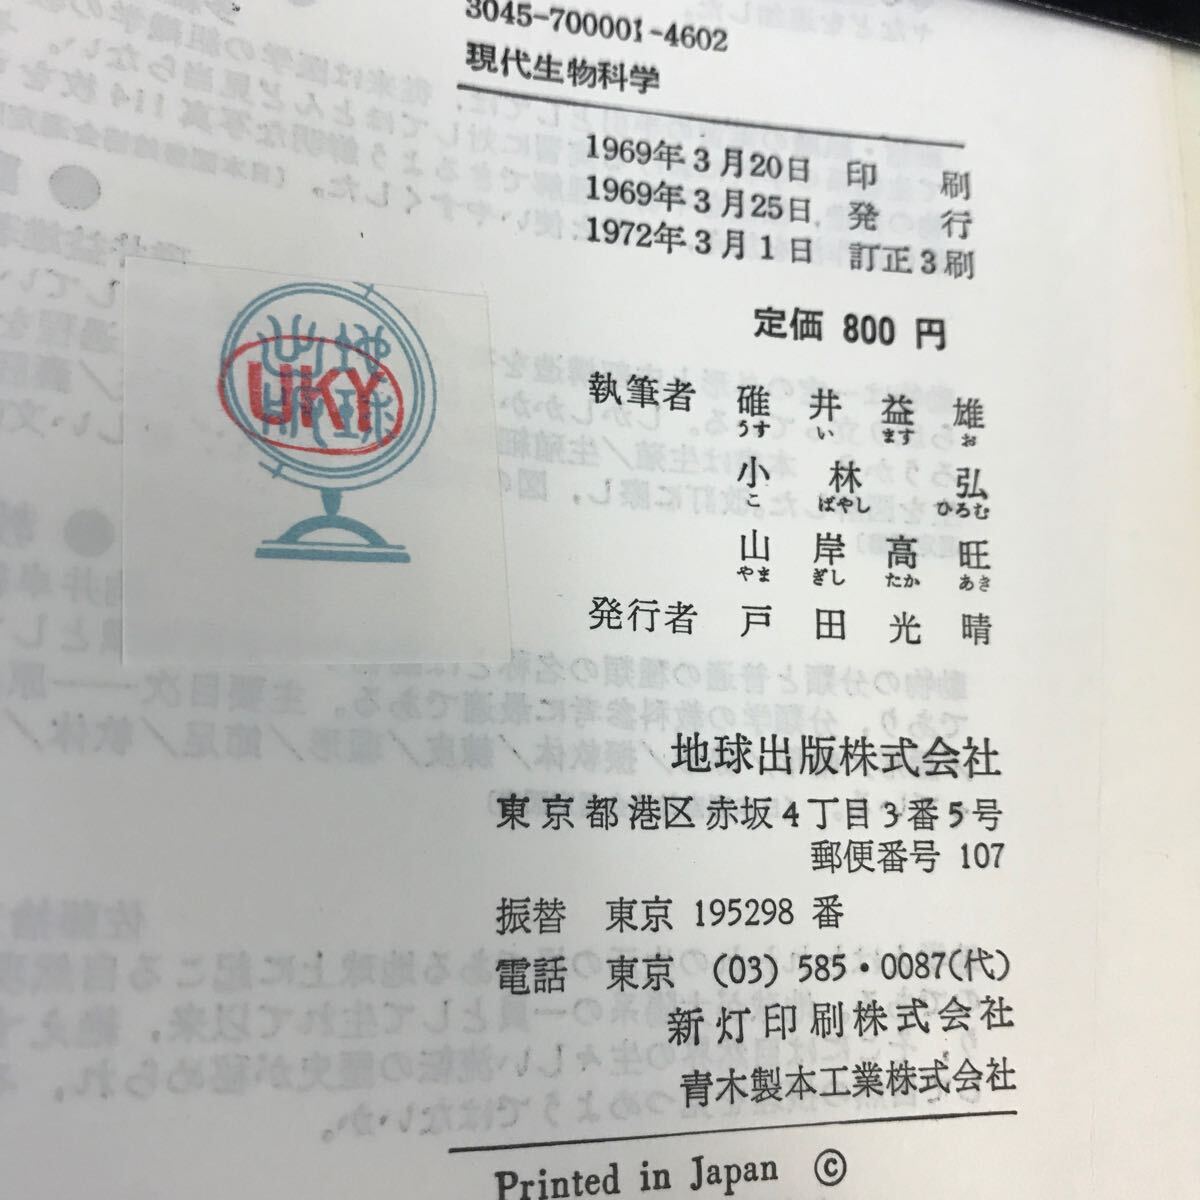 3045-700001-4602
現代生物科学
1969年3月20日 印 刷
1969年3月25日 発 行
1972年3月1日 訂正3刷
定価 800 円
執筆者 碓井益雄
うす い ます お
小林弘
こ ばやし ひろむ
山岸高旺
やま ぎし たか あき
発行者 戸田光晴
UKY
地球出版株式会社
東京都港区赤坂4丁目3番5号
郵便番号 107
振替 東京 195298 番
電話 東京 (03) 585・0087(代)
新灯印刷株式会社
青木製本工業株式会社
Printed in Japan ©